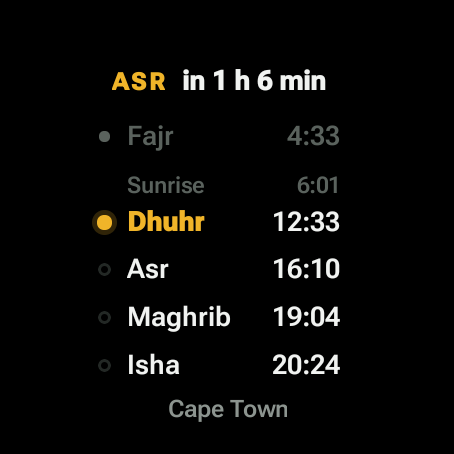 ASR in 1 h 6 min
Fajr 4:33
Sunrise 6:01
Dhuhr 12:33
Asr 16:10
Maghrib 19:04
Isha 20:24
Cape Town